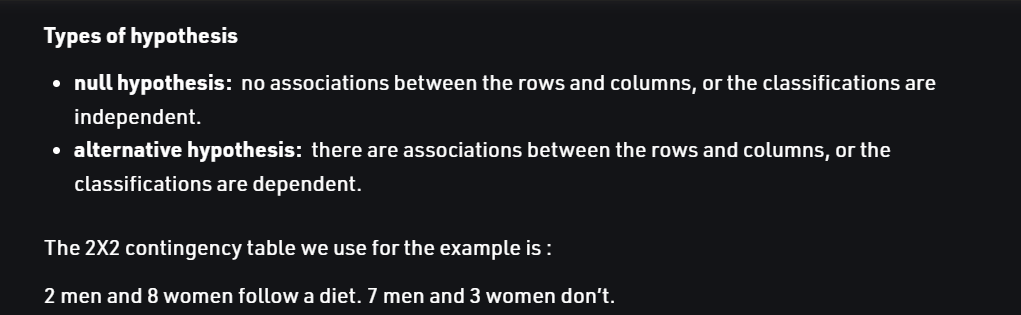 Types of hypothesis
• null hypothesis: no associations between the rows and columns, or the classifications are
independent.
• alternative hypothesis: there are associations between the rows and columns, or the
classifications are dependent.
The 2X2 contingency table we use for the example is :
2 men and 8 women follow a diet. 7 men and 3 women don’t.